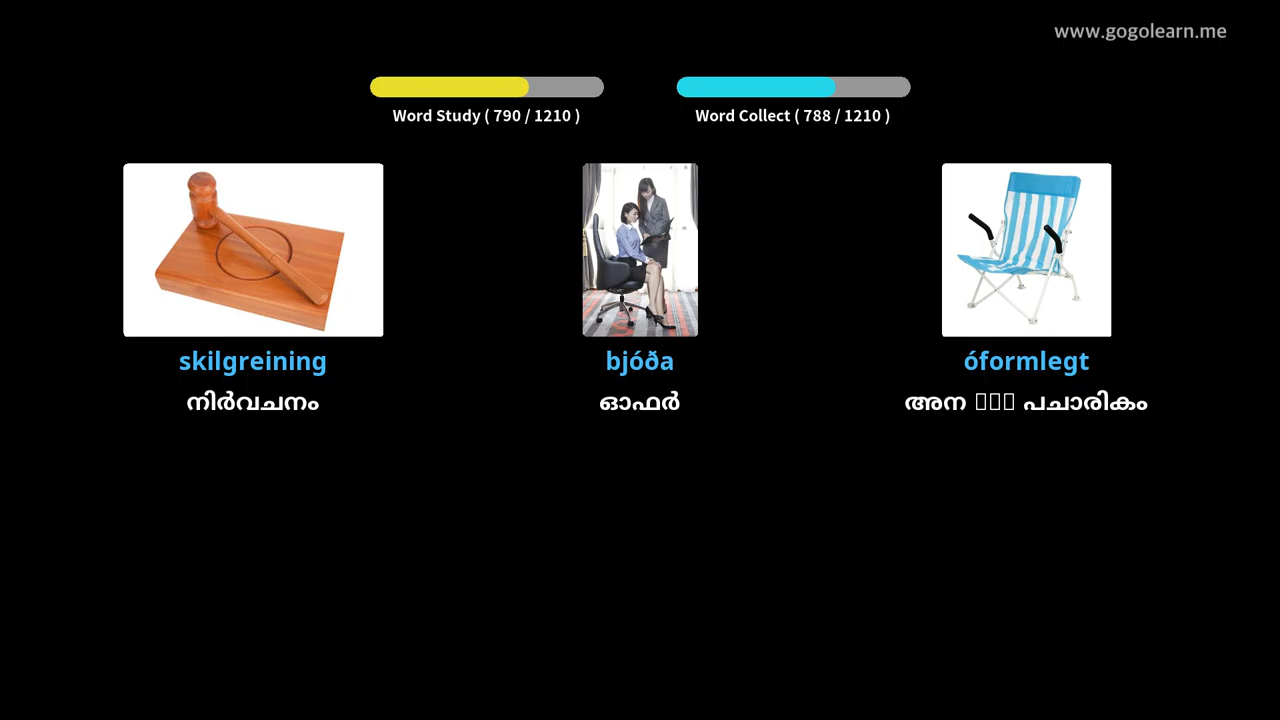 www.gogolearn.me
Word Study ( 790 / 1210 )
Word Collect ( 788 / 1210 )
skilgreining
bjóða
óformlegt
നിർവചനം
ഓഫർ
അന പചാരികം